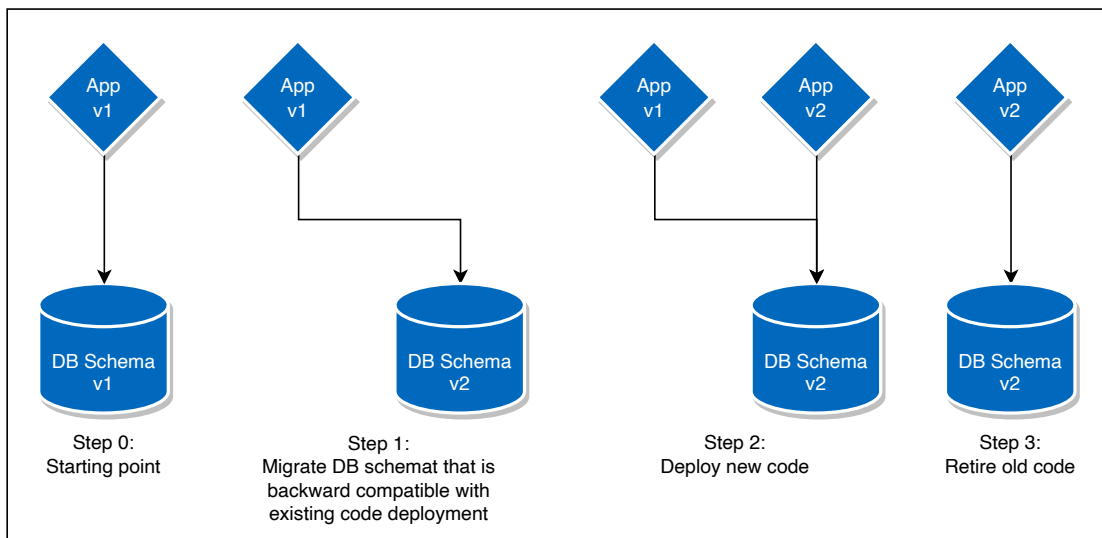 App
v1
App
v1
App
v1
App
v2
App
v2
DB Schema
v1
DB Schema
v2
DB Schema
v2
DB Schema
v2
Step 0:
Starting point
Step 1:
Migrate DB schemat that is
backward compatible with
existing code deployment
Step 2:
Deploy new code
Step 3:
Retire old code